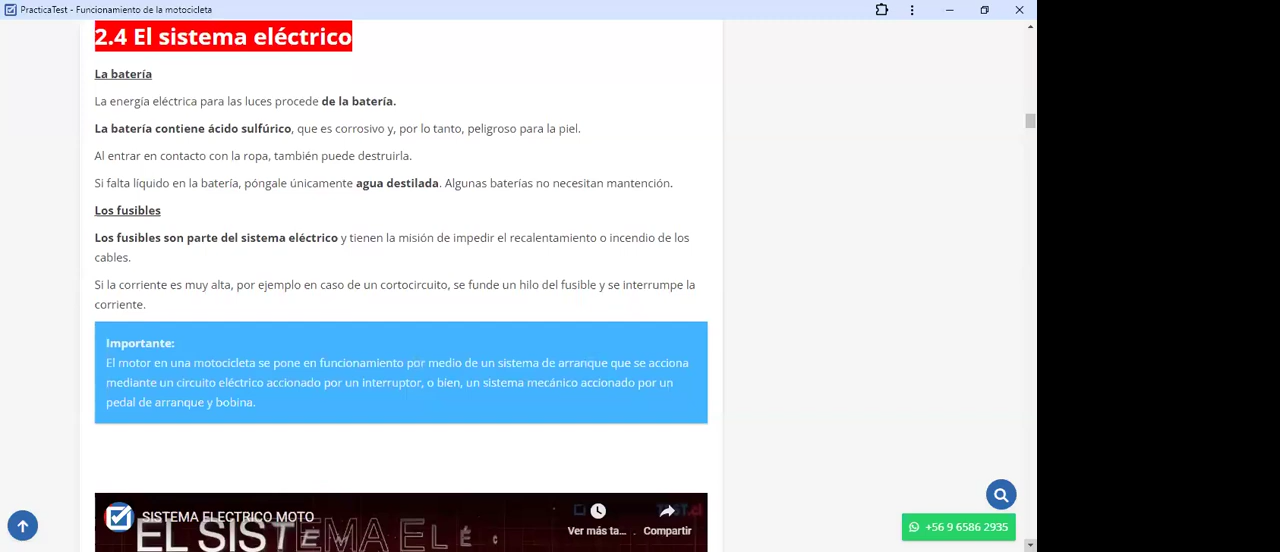 PracticaTest - Funcionamiento de la motocicleta
2.4 El sistema eléctrico
La batería
La energía eléctrica para las luces procede de la batería.
La batería contiene ácido sulfúrico, que es corrosivo y, por lo tanto, peligroso para la piel.
Al entrar en contacto con la ropa, también puede destruirla.
Si falta líquido en la batería, póngale únicamente agua destilada. Algunas baterías no necesitan mantención.
Los fusibles
Los fusibles son parte del sistema eléctrico y tienen la misión de impedir el recalentamiento o incendio de los
cables.
Si la corriente es muy alta, por ejemplo en caso de un cortocircuito, se funde un hilo del fusible y se interrumpe la
corriente.
Importante:
El motor en una motocicleta se pone en funcionamiento por medio de un sistema de arranque que se acciona
mediante un circuito eléctrico accionado por un interruptor, o bien, un sistema mecánico accionado por un
pedal de arranque y bobina.
SISTEMA ELECTRICO MOTO
Ver más ta...
Compartir
EL SISTEMA ELÉC
+56 9 6586 2935